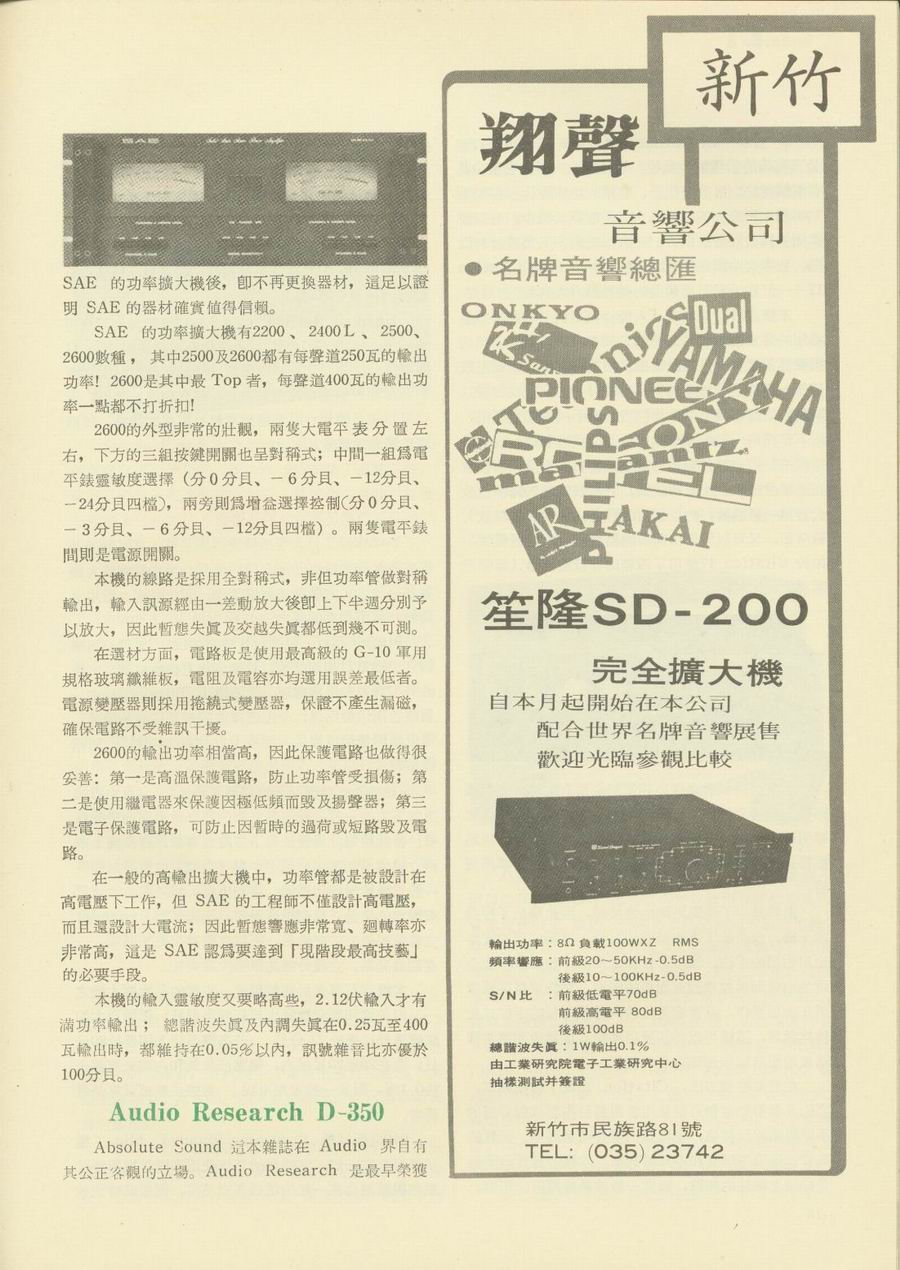 SAE 的功率擴大機後，卽不再更換器材，這足以證
明 SAE 的器材確實値得信賴。
SAE 的功率擴大機有2200 、 2400 L 、 2500、
2600數種， 其中2500及2600都有每聲道250瓦的輸出
功率! 2600是其中最 Top 者，每聲道400瓦的輸出功
率一點都不打折扣!
2600的外型非常的壯觀，兩隻大電平表分置左
右，下方的三組按鍵開關也呈對稱式；中間一組爲電
平錶靈敏度選擇（分 0 分貝、－ 6 分貝、－12分貝、
－24分貝四檔），兩旁則爲增益選擇控制(分 0 分貝、
－ 3 分貝、－ 6 分貝、－12分貝四檔）。兩隻電平錶
間則是電源開關。
本機的線路是採用全對稱式，非但功率管做對稱
輸出，輸入訊源經由一差動放大後卽上下半週分別予
以放大，因此暫態失眞及交越失眞都低到幾不可測。
在選材方面，電路板是使用最高級的 G-10 軍用
規格玻璃纖維板，電阻及電容亦均選用誤差最低者。
電源變壓器則採用捲繞式變壓器，保證不產生漏磁，
確保電路不受雜訊干擾。
2600的輸出功率相當高，因此保護電路也做得很
妥善: 第一是高溫保護電路，防止功率管受損傷；第
二是使用繼電器來保護因極低頻而毀及揚聲器；第三
是電子保護電路，可防止因暫時的過荷或短路毀及電
路。
在一般的高輸出擴大機中，功率管都是被設計在
高電壓下工作，但 SAE 的工程師不僅設計高電壓，
而且還設計大電流；因此暫態響應非常寬、廻轉率亦
非常高，這是 SAE 認爲要達到「現階段最高技藝」
的必要手段。
本機的輸入靈敏度又要略高些，2.12伏輸入才有
滿功率輸出； 總諧波失眞及內調失眞在0.25瓦至400
瓦輸出時，都維持在0.05%以內，訊號雜音比亦優於
100分貝。
Audio Research D-350
Absolute Sound 這本雜誌在 Audio 界自有
其公正客觀的立場。Audio Research 是最早榮獲
新竹
翔聲
音響公司
●名牌音響總匯
ONKYO
Dual
Technics
YAMAHA
PIONEER
SONY
marantz
PHILIPS
AR
AKAI
笙隆SD-200
完全擴大機
自本月起開始在本公司
配合世界名牌音響展售
歡迎光臨參觀比較
輸出功率：8Ω 負載100WXZ RMS
頻率響應：前級20～50KHz-0.5dB
後級10～100KHz-0.5dB
S/N比 ：前級低電平70dB
前級高電平 80dB
後級100dB
總諧波失眞：1W輸出0.1%
由工業研究院電子工業研究中心
抽樣測試并簽證
新竹市民族路81號
TEL: (035) 23742